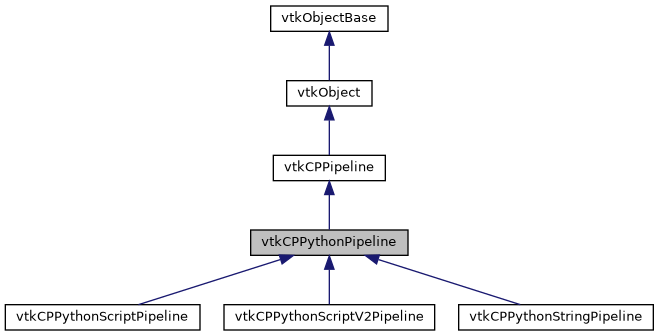 vtkObjectBase
vtkObject
vtkCPPipeline
vtkCPPythonPipeline
vtkCPPythonScriptPipeline
vtkCPPythonScriptV2Pipeline
vtkCPPythonStringPipeline